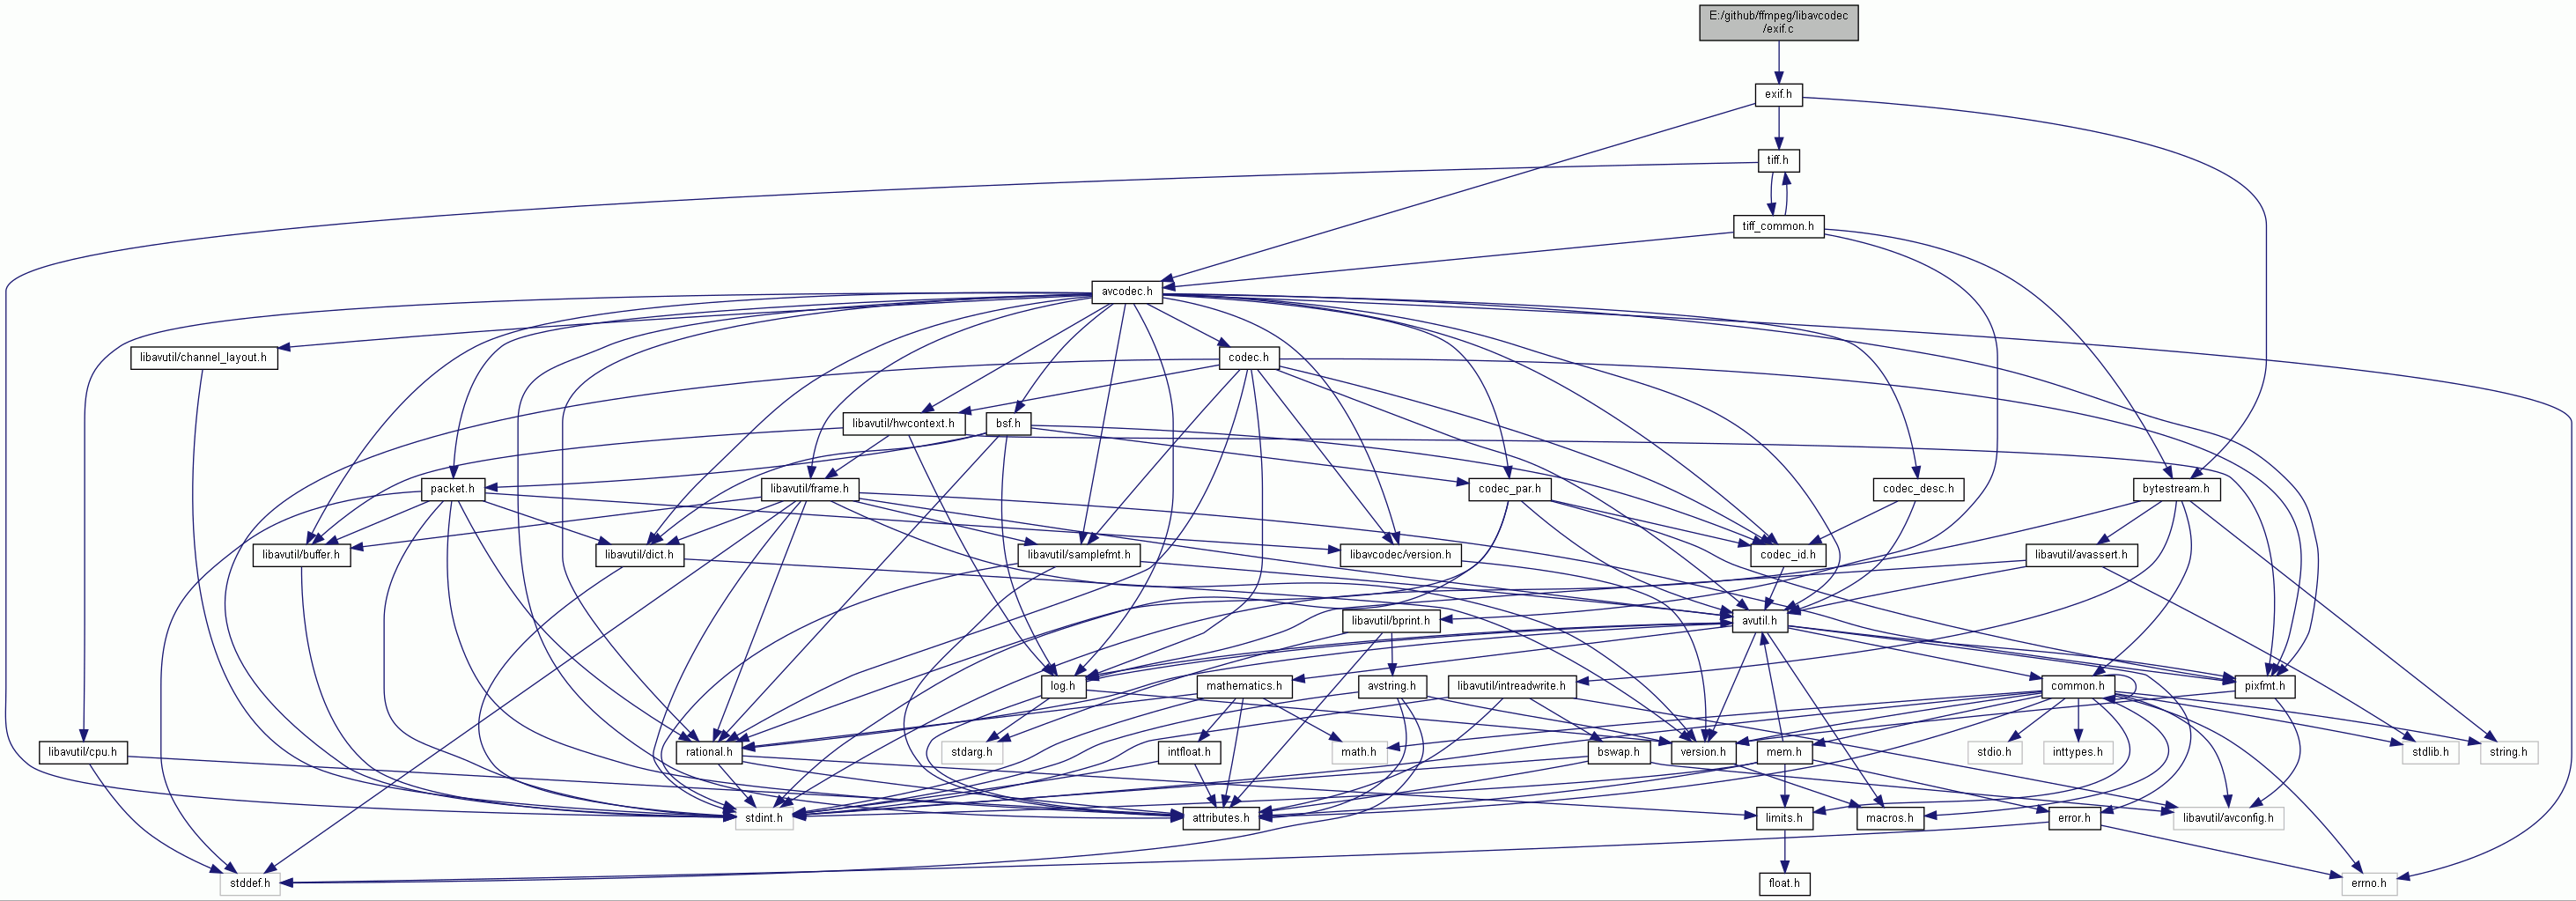 E:/github/ffmpeg/libavcodec
/exif.c
exif.h
tiff.h
tiff_common.h
avcodec.h
libavutil/channel_layout.h
codec.h
libavutil/hwcontext.h
bsf.h
packet.h
libavutil/frame.h
codec_par.h
codec_desc.h
bytestream.h
libavutil/buffer.h
libavutil/dict.h
libavutil/samplefmt.h
libavcodec/version.h
codec_id.h
libavutil/avassert.h
libavutil/bprint.h
avutil.h
log.h
mathematics.h
avstring.h
libavutil/intreadwrite.h
common.h
pixfmt.h
libavutil/cpu.h
rational.h
stdarg.h
intfloat.h
math.h
bswap.h
version.h
mem.h
stdio.h
inttypes.h
stdlib.h
string.h
stdint.h
attributes.h
limits.h
macros.h
error.h
libavutil/avconfig.h
stddef.h
float.h
errno.h